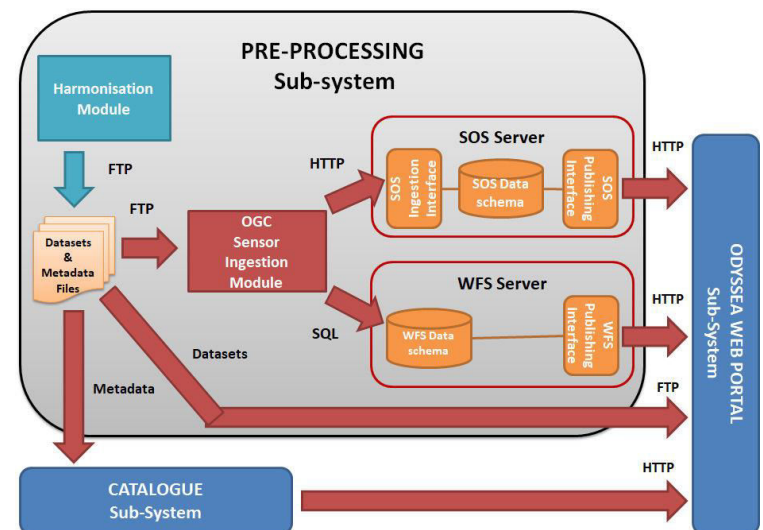 PRE-PROCESSING
Sub-system
Harmonisation
Module
FTP
FTP
Datasets
&
Metadata
Files
OGC
Sensor
Ingestion
Module
HTTP
SQL
SOS Server
SOS
Ingestion
Interface
SOS Data
schema
SOS
Publishing
Interface
HTTP
WFS Server
WFS Data
schema
WFS
Publishing
Interface
HTTP
Datasets
Metadata
FTP
HTTP
CATALOGUE
Sub-System
ODYSSEA WEB PORTAL
Sub-System